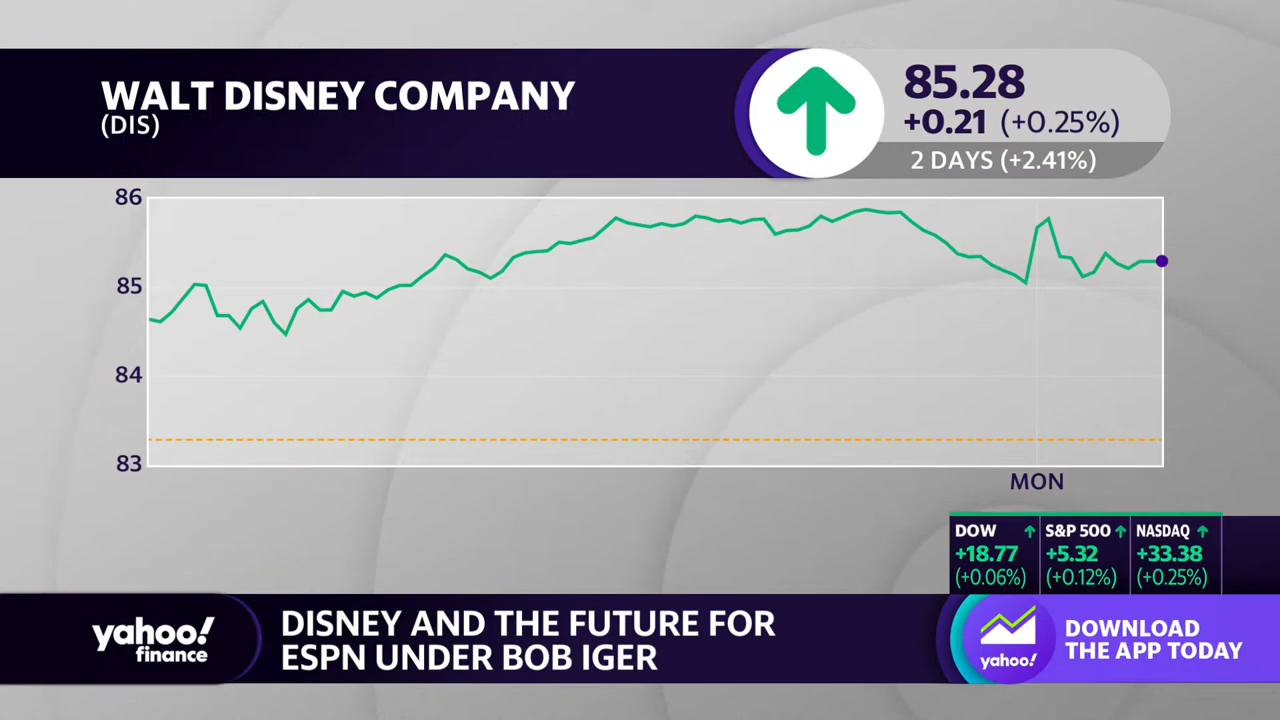 WALT DISNEY COMPANY
(DIS)
85.28
+0.21 (+0.25%)
2 DAYS (+2.41%)
86
85
84
83
MON
DOW
+18.77
(+0.06%)
S&P 500
+5.32
(+0.12%)
NASDAQ
+33.38
(+0.25%)
yahoo!
finance
DISNEY AND THE FUTURE FOR
ESPN UNDER BOB IGER
yahoo!
DOWNLOAD
THE APP TODAY